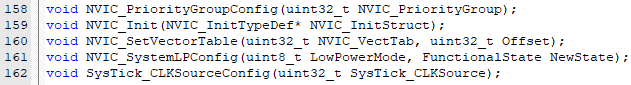 158 void NVIC_PriorityGroupConfig(uint32_t NVIC_PriorityGroup);
159 void NVIC_Init(NVIC_InitTypeDef* NVIC_InitStruct);
160 void NVIC_SetVectorTable(uint32_t NVIC_VectTab, uint32_t Offset);
161 void NVIC_SystemLPConfig(uint8_t LowPowerMode, FunctionalState NewState);
162 void SysTick_CLKSourceConfig(uint32_t SysTick_CLKSource);